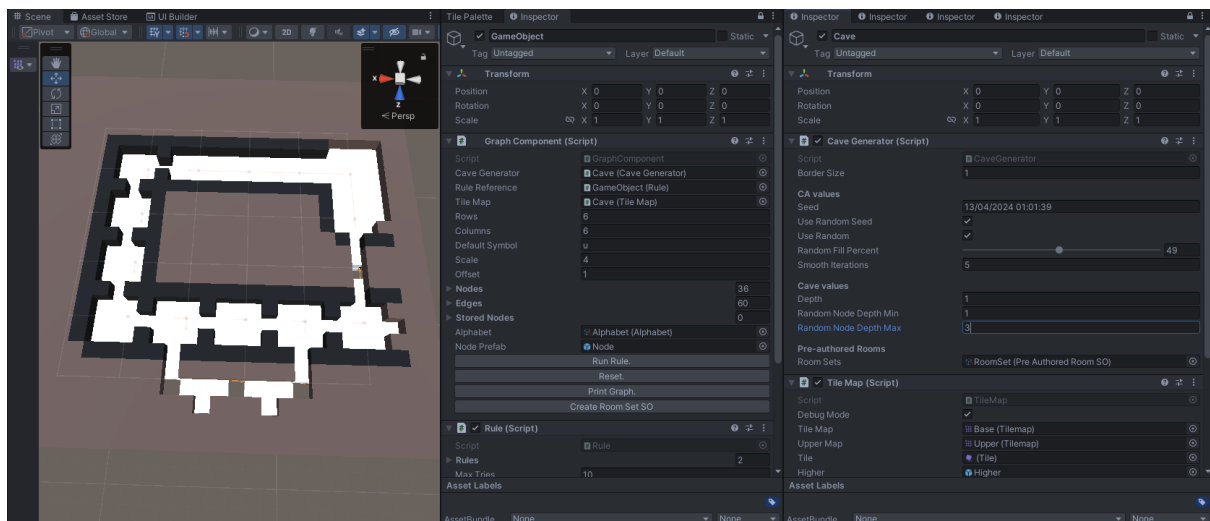 Scene Asset Store UI Builder
Pivot Global 2D
x
z
Persp
Tile Palette Inspector
GameObject Static
Tag Untagged Layer Default
Transform
Position X 0 Y 0 Z 0
Rotation X 0 Y 0 Z 0
Scale X 1 Y 1 Z 1
Graph Component (Script)
Script GraphComponent
Cave Generator Cave (Cave Generator)
Rule Reference GameObject (Rule)
Tile Map Cave (Tile Map)
Rows 6
Columns 6
Default Symbol u
Scale 4
Offset 1
Nodes 36
Edges 60
Stored Nodes 0
Alphabet Alphabet (Alphabet)
Node Prefab Node
Run Rule.
Reset.
Print Graph.
Create Room Set SO
Rule (Script)
Script Rule
Rules 2
Max Tries 10
Asset Labels
AssetBundle None None
Inspector Inspector Inspector Inspector
Cave Static
Tag Untagged Layer Default
Transform
Position X 0 Y 0 Z 0
Rotation X 0 Y 0 Z 0
Scale X 1 Y 1 Z 1
Cave Generator (Script)
Script CaveGenerator
Border Size 1
CA values
Seed 13/04/2024 01:01:39
Use Random Seed
Use Random
Random Fill Percent 49
Smooth Iterations 5
Cave values
Depth 1
Random Node Depth Min 1
Random Node Depth Max 3
Pre-authored Rooms
Room Sets RoomSet (Pre Authored Room SO)
Tile Map (Script)
Script TileMap
Debug Mode
Tile Map Base (Tilemap)
Upper Map Upper (Tilemap)
Tile (Tile)
Higher Higher
Asset Labels
AssetBundle None None